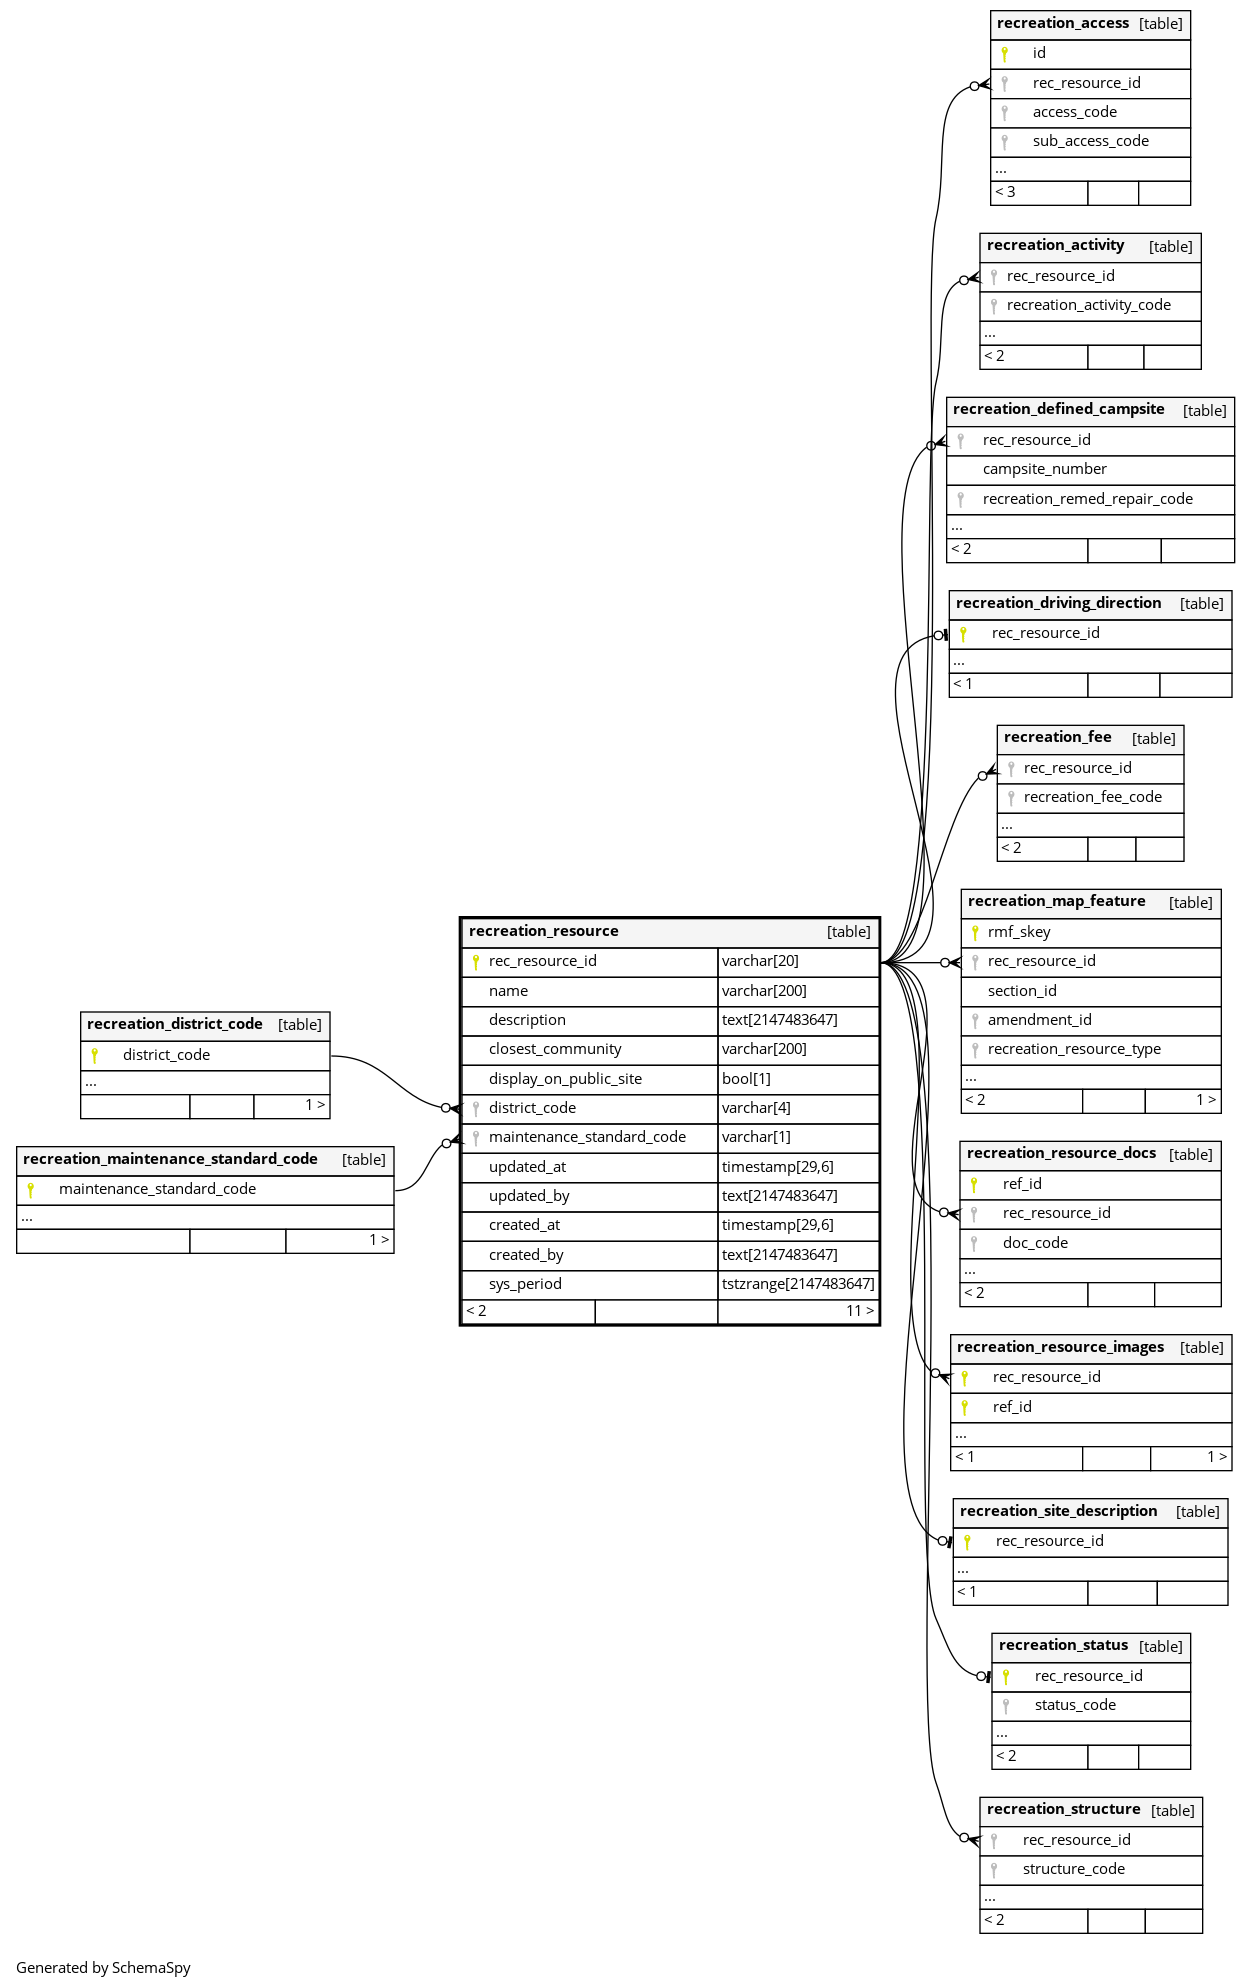 recreation_access [table]
id
rec_resource_id
access_code
sub_access_code
...
< 3
recreation_activity [table]
rec_resource_id
recreation_activity_code
...
< 2
recreation_defined_campsite [table]
rec_resource_id
campsite_number
recreation_remed_repair_code
...
< 2
recreation_driving_direction [table]
rec_resource_id
...
< 1
recreation_fee [table]
rec_resource_id
recreation_fee_code
...
< 2
recreation_map_feature [table]
rmf_skey
rec_resource_id
section_id
amendment_id
recreation_resource_type
...
< 2 1 >
recreation_resource [table]
rec_resource_id varchar[20]
name varchar[200]
description text[2147483647]
closest_community varchar[200]
display_on_public_site bool[1]
district_code varchar[4]
maintenance_standard_code varchar[1]
updated_at timestamp[29,6]
updated_by text[2147483647]
created_at timestamp[29,6]
created_by text[2147483647]
sys_period tstzrange[2147483647]
< 2 11 >
recreation_district_code [table]
district_code
...
1 >
recreation_maintenance_standard_code [table]
maintenance_standard_code
...
1 >
recreation_resource_docs [table]
ref_id
rec_resource_id
doc_code
...
< 2
recreation_resource_images [table]
rec_resource_id
ref_id
...
< 1 1 >
recreation_site_description [table]
rec_resource_id
...
< 1
recreation_status [table]
rec_resource_id
status_code
...
< 2
recreation_structure [table]
rec_resource_id
structure_code
...
< 2
Generated by SchemaSpy